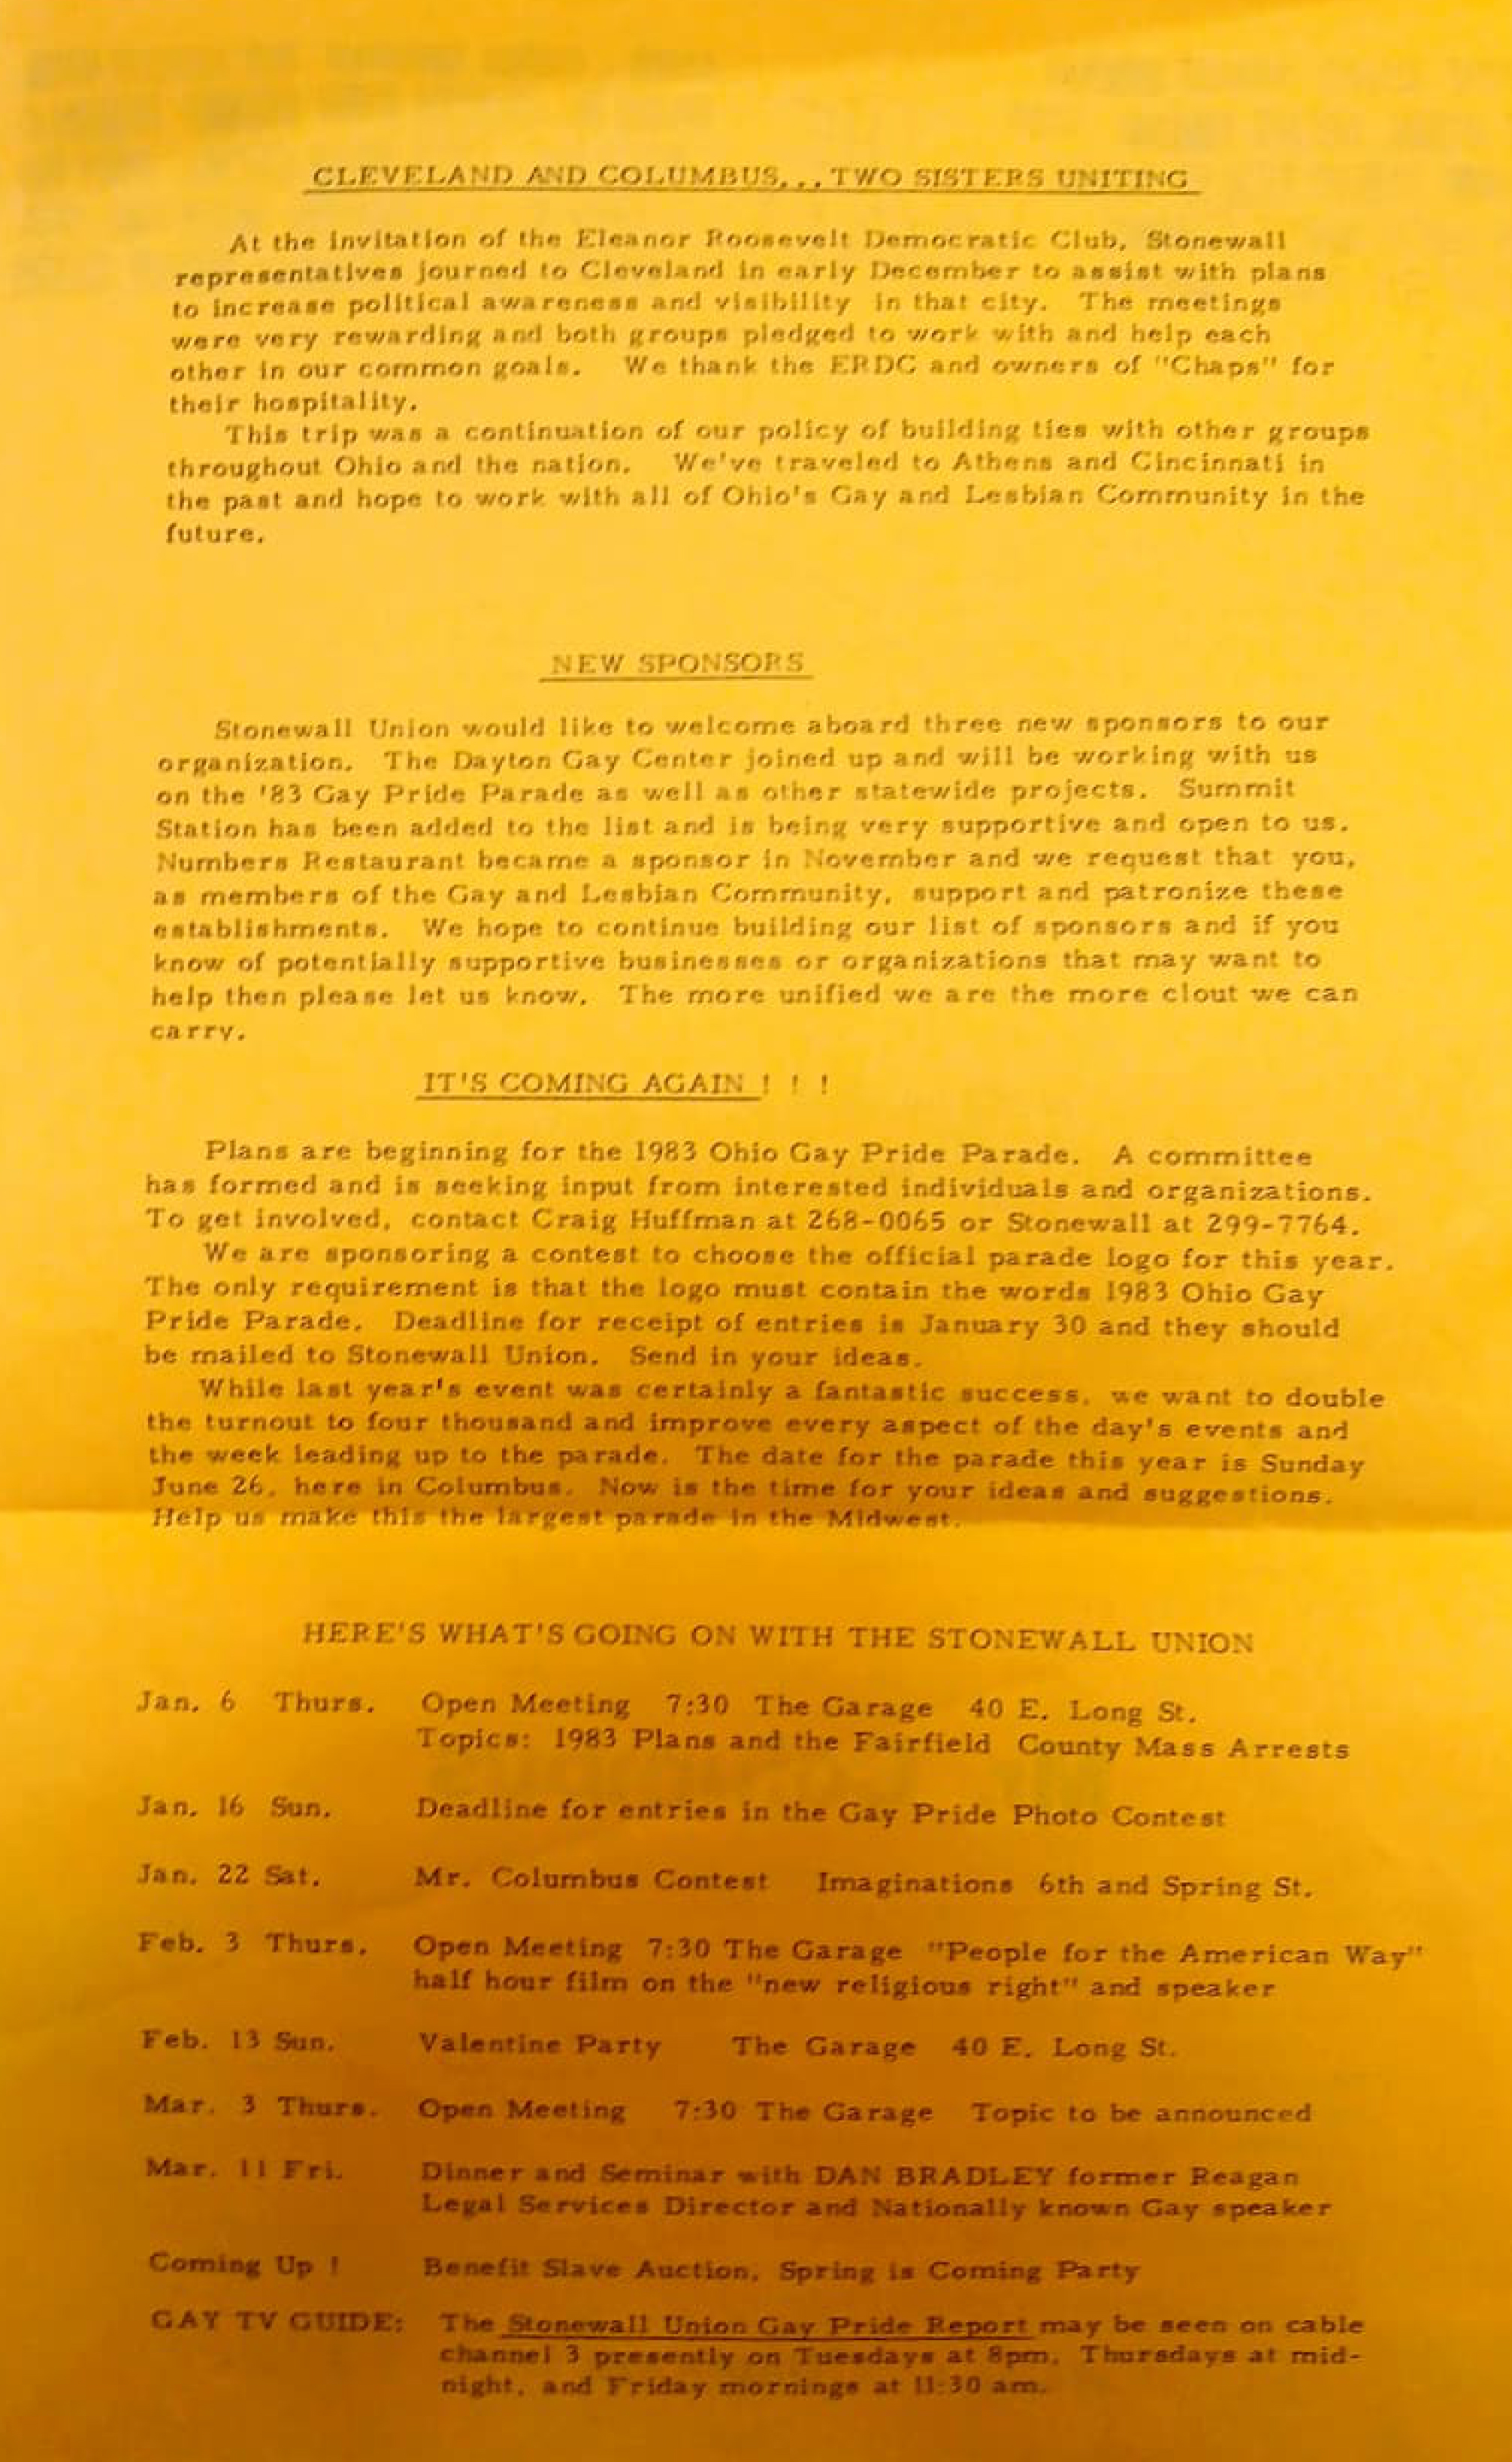 CLEVELAND AND COLUMBUS...TWO SISTERS UNITING
At the invitation of the Eleanor Roosevelt Democratic Club, Stonewall
representatives journed to Cleveland in early December to assist with plans
to increase political awareness and visibility in that city. The meetings
were very rewarding and both groups pledged to work with and help each
other in our common goals. We thank the ERDC and owners of "Chaps" for
their hospitality.
This trip was a continuation of our policy of building ties with other groups
throughout Ohio and the nation. We've traveled to Athens and Cincinnati in
the past and hope to work with all of Ohio's Gay and Lesbian Community in the
future.
NEW SPONSORS
Stonewall Union would like to welcome aboard three new sponsors to our
organization. The Dayton Gay Center joined up and will be working with us
on the '83 Gay Pride Parade as well as other statewide projects. Summit
Station has been added to the list and is being very supportive and open to us.
Numbers Restaurant became a sponsor in November and we request that you,
as members of the Gay and Lesbian Community, support and patronize these
establishments. We hope to continue building our list of sponsors and if you
know of potentially supportive businesses or organizations that may want to
help then please let us know. The more unified we are the more clout we can
carry.
IT'S COMING AGAIN ! ! !
Plans are beginning for the 1983 Ohio Gay Pride Parade. A committee
has formed and is seeking input from interested individuals and organizations.
To get involved, contact Craig Huffman at 268-0065 or Stonewall at 299-7764.
We are sponsoring a contest to choose the official parade logo for this year.
The only requirement is that the logo must contain the words 1983 Ohio Gay
Pride Parade. Deadline for receipt of entries is January 30 and they should
be mailed to Stonewall Union. Send in your ideas.
While last year's event was certainly a fantastic success, we want to double
the turnout to four thousand and improve every aspect of the day's events and
the week leading up to the parade. The date for the parade this year is Sunday
June 26, here in Columbus. Now is the time for your ideas and suggestions.
Help us make this the largest parade in the Midwest.
HERE'S WHAT'S GOING ON WITH THE STONEWALL UNION
Jan. 6 Thurs. Open Meeting 7:30 The Garage 40 E. Long St.
Topics: 1983 Plans and the Fairfield County Mass Arrests
Jan. 16 Sun. Deadline for entries in the Gay Pride Photo Contest
Jan. 22 Sat. Mr. Columbus Contest Imaginations 6th and Spring St.
Feb. 3 Thurs. Open Meeting 7:30 The Garage "People for the American Way"
half hour film on the "new religious right" and speaker
Feb. 13 Sun. Valentine Party The Garage 40 E. Long St.
Mar. 3 Thurs. Open Meeting 7:30 The Garage Topic to be announced
Mar. 11 Fri. Dinner and Seminar with DAN BRADLEY former Reagan
Legal Services Director and Nationally known Gay speaker
Coming Up ! Benefit Slave Auction, Spring is Coming Party
GAY TV GUIDE: The Stonewall Union Gay Pride Report may be seen on cable
channel 3 presently on Tuesdays at 8pm, Thursdays at mid-
night, and Friday mornings at 11:30 am.